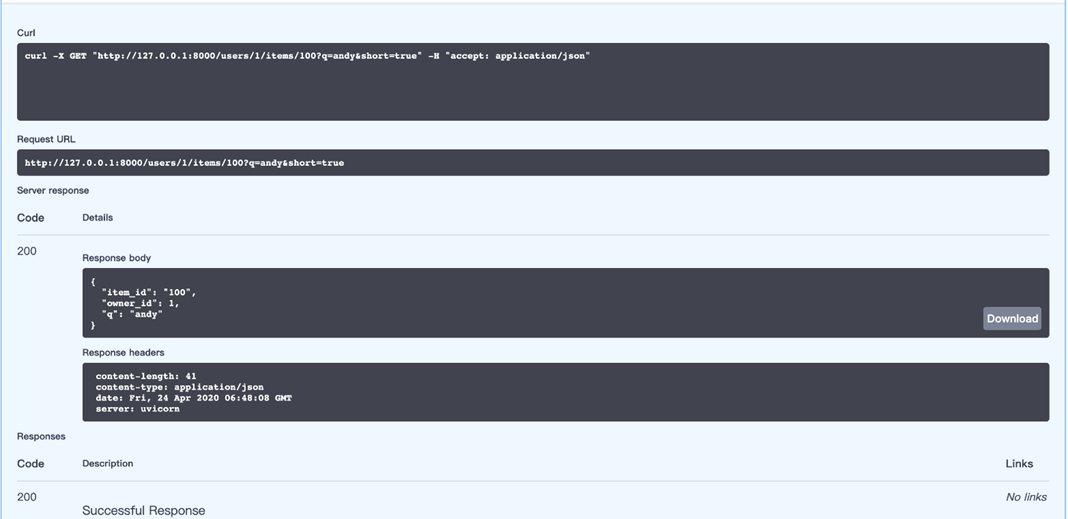 Curl
curl -X GET "http://127.0.0.1:8000/users/1/items/100?q=andy&short=true" -H "accept: application/json"
Request URL
http://127.0.0.1:8000/users/1/items/100?q=andy&short=true
Server response
Code Details
200
Response body
{
  "item_id": "100",
  "owner_id": 1,
  "q": "andy"
}
Download
Response headers
content-length: 41
content-type: application/json
date: Fri, 24 Apr 2020 06:48:08 GMT
server: uvicorn
Responses
Code Description Links
200 No links
Successful Response